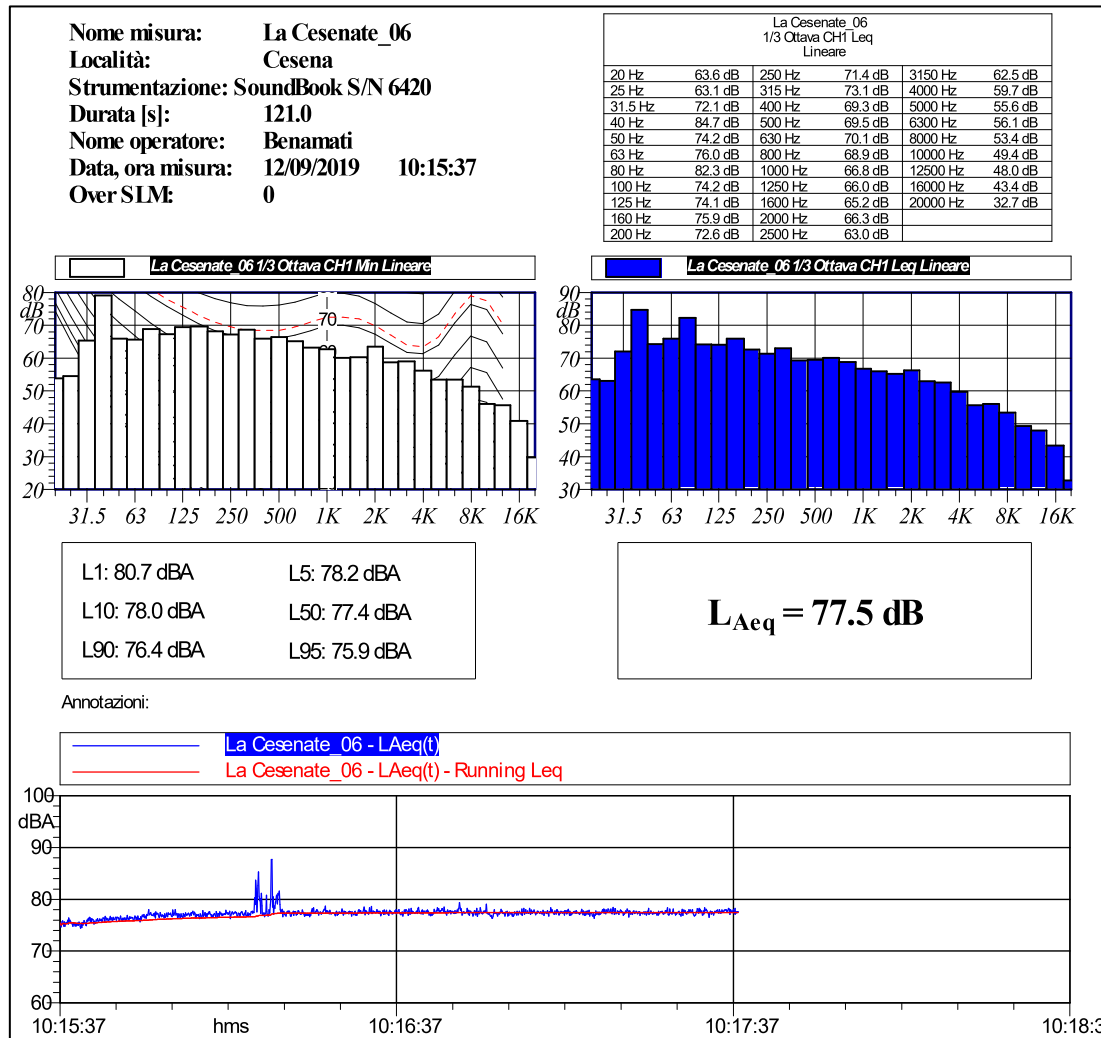 Nome misura: La Cesenate_06
Località: Cesena
Strumentazione: SoundBook S/N 6420
Durata [s]: 121.0
Nome operatore: Benamati
Data, ora misura: 12/09/2019 10:15:37
Over SLM: 0
La Cesenate_06
1/3 Ottava CH1 Leq
Lineare
20 Hz 63.6 dB 250 Hz 71.4 dB 3150 Hz 62.5 dB
25 Hz 63.1 dB 315 Hz 73.1 dB 4000 Hz 59.7 dB
31.5 Hz 72.1 dB 400 Hz 69.3 dB 5000 Hz 55.6 dB
40 Hz 84.7 dB 500 Hz 69.5 dB 6300 Hz 56.1 dB
50 Hz 74.2 dB 630 Hz 70.1 dB 8000 Hz 53.4 dB
63 Hz 76.0 dB 800 Hz 68.9 dB 10000 Hz 49.4 dB
80 Hz 82.3 dB 1000 Hz 66.8 dB 12500 Hz 48.0 dB
100 Hz 74.2 dB 1250 Hz 66.0 dB 16000 Hz 43.4 dB
125 Hz 74.1 dB 1600 Hz 65.2 dB 20000 Hz 32.7 dB
160 Hz 75.9 dB 2000 Hz 66.3 dB
200 Hz 72.6 dB 2500 Hz 63.0 dB
La Cesenate_06 1/3 Ottava CH1 Min Lineare
80
dB
70
60
50
40
30
20
70
31.5 63 125 250 500 1K 2K 4K 8K 16K
La Cesenate_06 1/3 Ottava CH1 Leq Lineare
90
dB
80
70
60
50
40
30
31.5 63 125 250 500 1K 2K 4K 8K 16K
L1: 80.7 dBA L5: 78.2 dBA
L10: 78.0 dBA L50: 77.4 dBA
L90: 76.4 dBA L95: 75.9 dBA
LAeq = 77.5 dB
Annotazioni:
La Cesenate_06 - LAeq(t)
La Cesenate_06 - LAeq(t) - Running Leq
100
dBA
90
80
70
60
10:15:37 hms 10:16:37 10:17:37 10:18:3